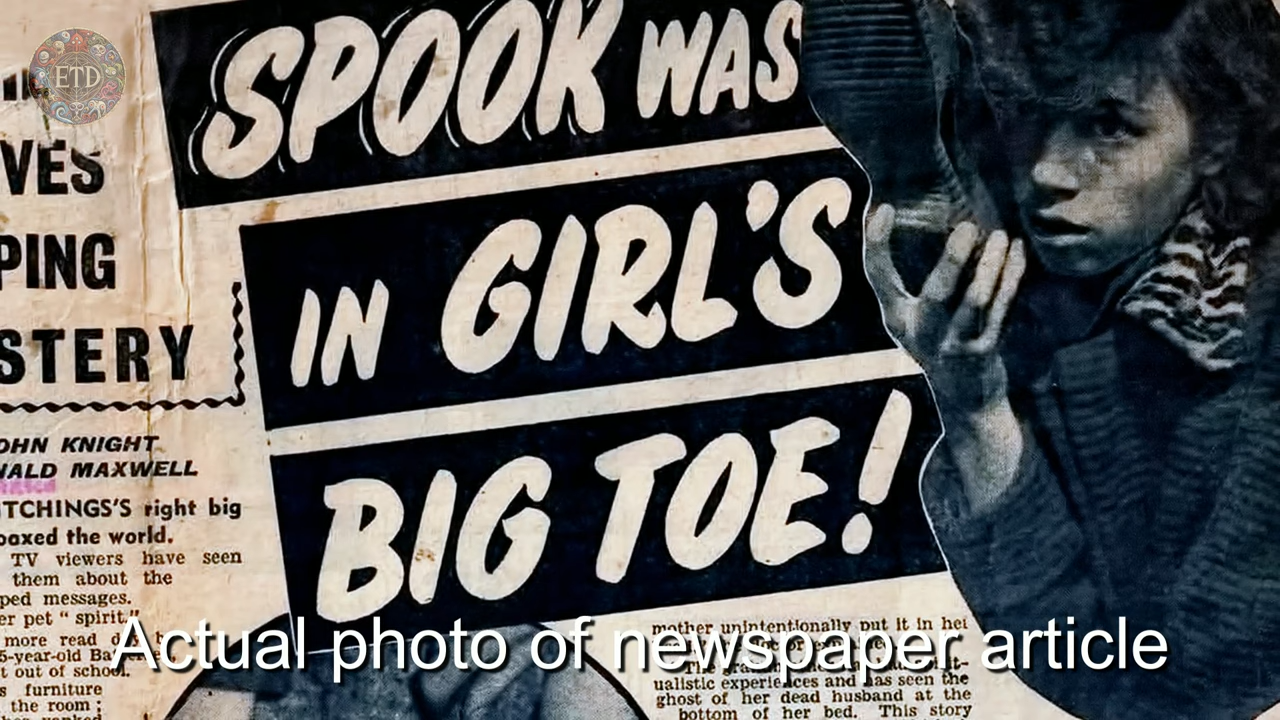 ETD
SPOOK WAS
IN GIRL'S
BIG TOE!
VES
PING
STERY
OHN KNIGHT
NALD MAXWELL
TCHINGS'S right big
oaxed the world.
TV viewers have seen
them about the
ped messages.
er pet " spirit."
more read
5-year-old
t out of school.
s furniture
the room ;
mother unintentionally put it in her
ualistic experiences and has seen the
ghost of her dead husband at the
bottom of her bed. This story
Actual photo of newspaper article